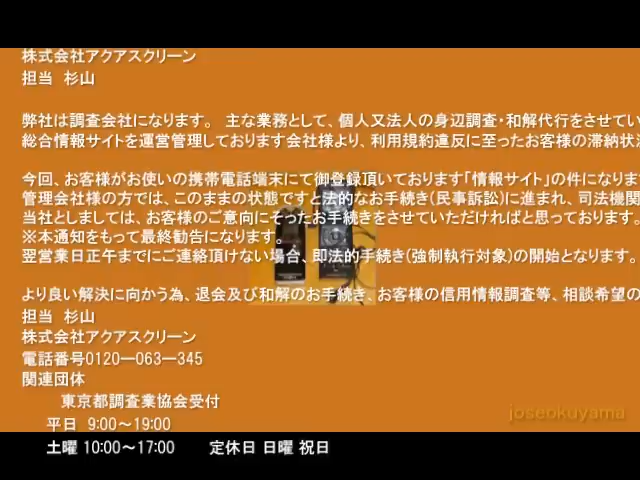 株式会社アクアスクリーン
担当　杉山
弊社は調査会社になります。　主な業務として、個人又法人の身辺調査・和解代行をさせてい
総合情報サイトを運営管理しております会社様より、利用規約違反に至ったお客様の滞納状
今回、お客様がお使いの携帯電話端末にて御登録頂いております「情報サイト」の件になりま
管理会社様の方では、このままの状態ですと法的なお手続き(民事訴訟)に進まれ、司法機関
当社としましては、お客様のご意向にそったお手続きをさせていただければと思っております。
※本通知をもって最終勧告になります。
翌営業日正午までにご連絡頂けない場合、即法的手続き(強制執行対象)の開始となります。
より良い解決に向かう為、退会及び和解のお手続き、お客様の信用情報調査等、相談希望の
担当　杉山
株式会社アクアスクリーン
電話番号0120ー063ー345
関連団体
東京都調査業協会受付
平日　9:00～19:00
土曜 10:00～17:00　　定休日 日曜 祝日
joseokuyama